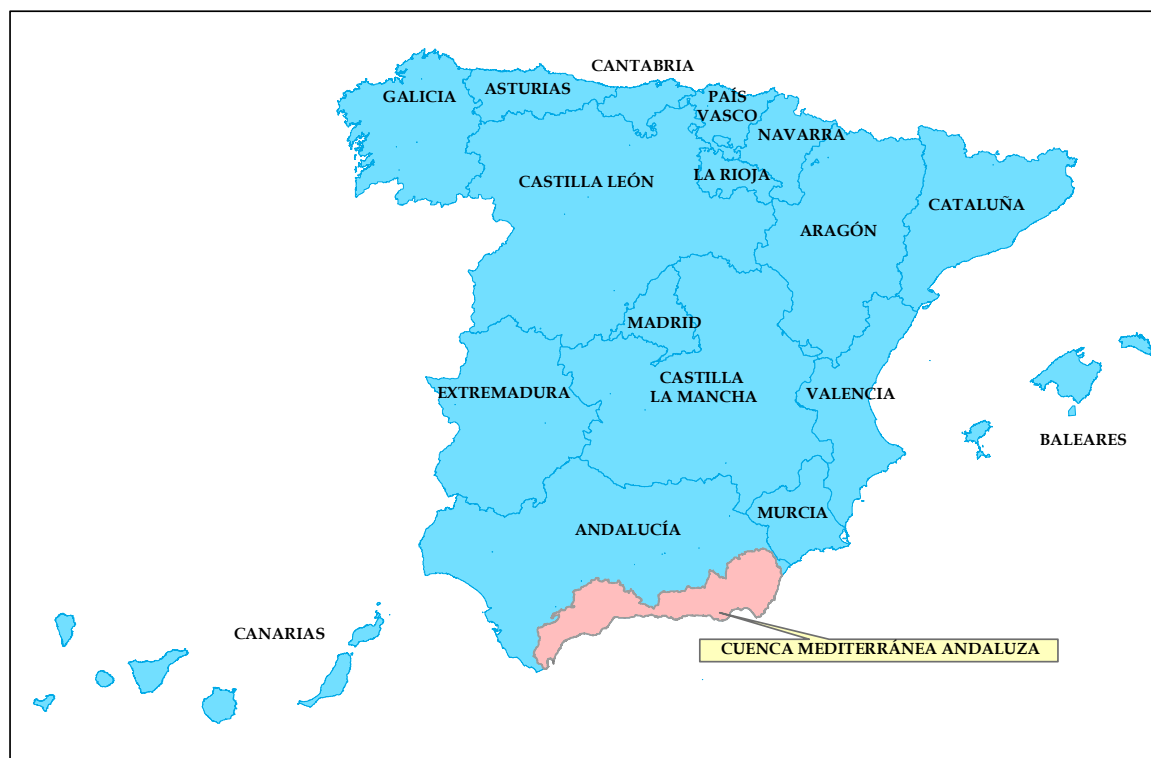 CANTABRIA
GALICIA
ASTURIAS
PAÍS
VASCO
NAVARRA
LA RIOJA
CASTILLA LEÓN
CATALUÑA
ARAGÓN
MADRID
CASTILLA
LA MANCHA
EXTREMADURA
VALENCIA
BALEARES
MURCIA
ANDALUCÍA
CANARIAS
CUENCA MEDITERRÁNEA ANDALUZA